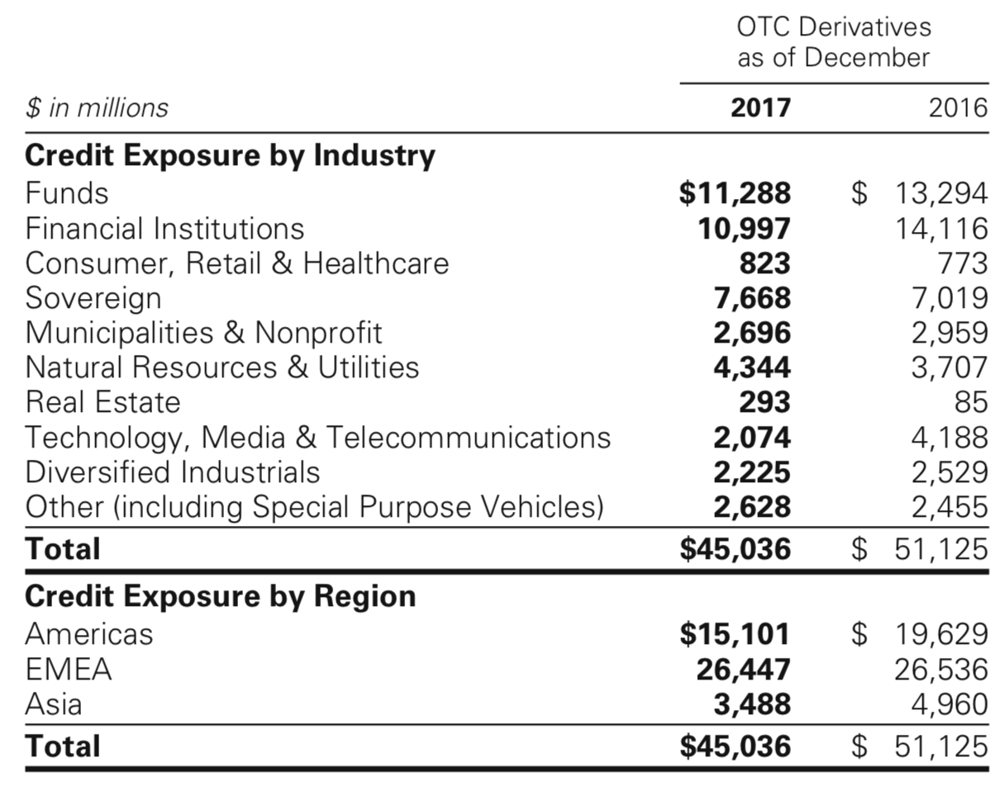 OTC Derivatives
as of December
$ in millions 2017 2016
Credit Exposure by Industry
Funds $11,288 $ 13,294
Financial Institutions 10,997 14,116
Consumer, Retail & Healthcare 823 773
Sovereign 7,668 7,019
Municipalities & Nonprofit 2,696 2,959
Natural Resources & Utilities 4,344 3,707
Real Estate 293 85
Technology, Media & Telecommunications 2,074 4,188
Diversified Industrials 2,225 2,529
Other (including Special Purpose Vehicles) 2,628 2,455
Total $45,036 $ 51,125
Credit Exposure by Region
Americas $15,101 $ 19,629
EMEA 26,447 26,536
Asia 3,488 4,960
Total $45,036 $ 51,125